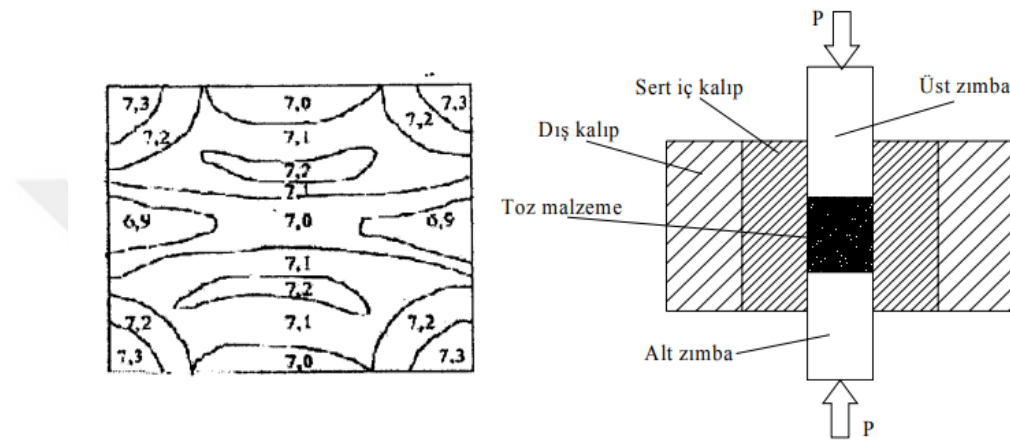 7,3 7,0 7,3
7,2 7,1 7,2
7,2
7,1
6,9 7,0 6,9
7,1
7,2
7,2 7,1 7,2
7,3 7,0 7,3
P
Sert iç kalıp
Üst zımba
Dış kalıp
Toz malzeme
Alt zımba
P